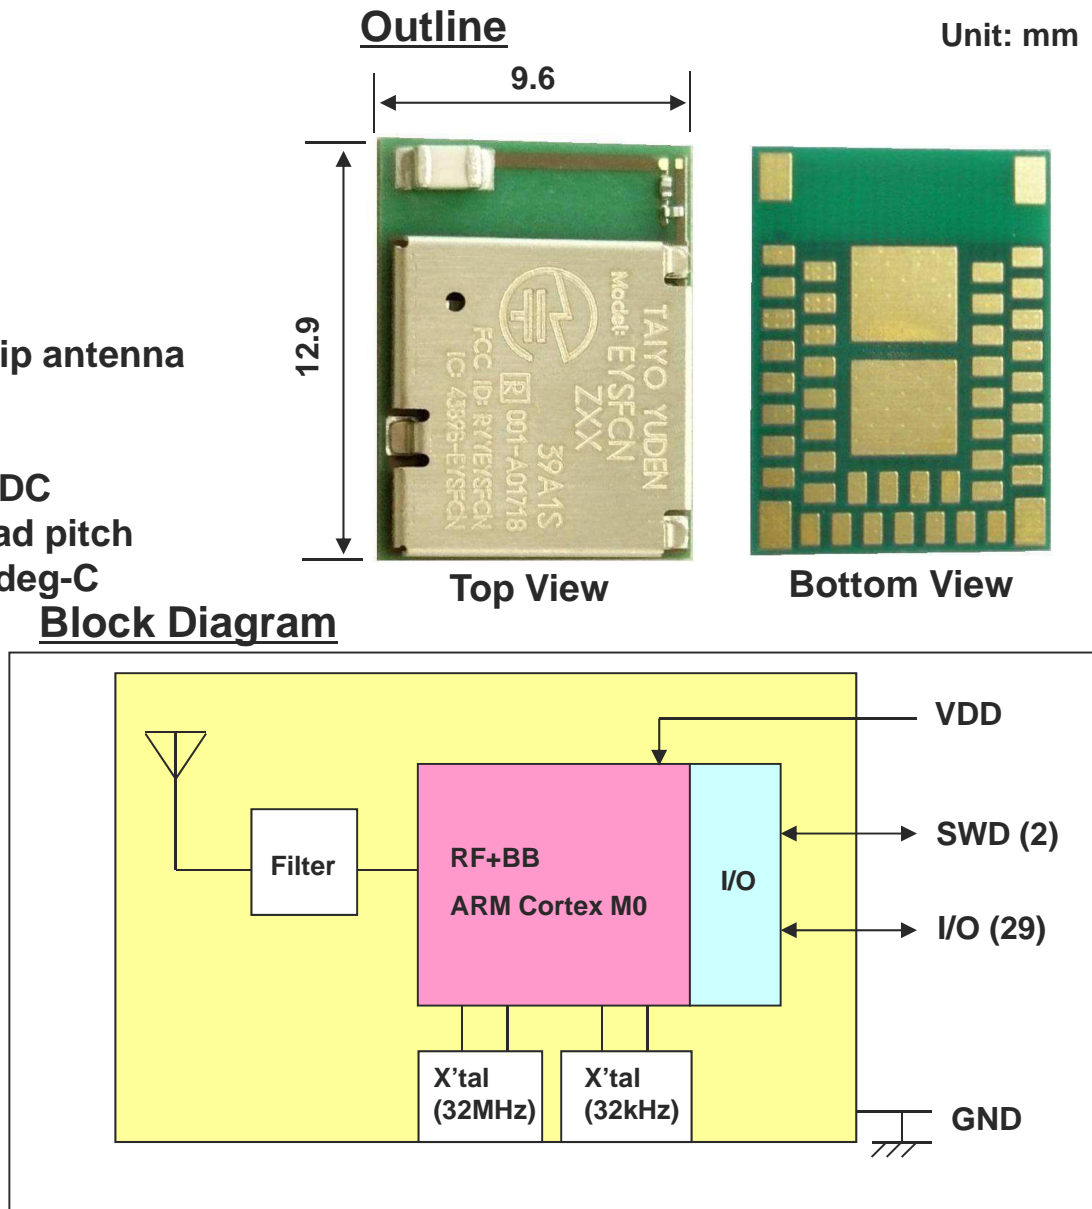 Outline
Unit: mm
9.6
12.9
TAIYO YUDEN
Model: EYSFCN
ZXX
39A1S
R 001-A01718
FCC ID: RYYEYSFCN
IC: 4389B-EYSFCN
ip antenna
DC
ad pitch
deg-C
Top View
Bottom View
Block Diagram
VDD
Filter
RF+BB
ARM Cortex M0
I/O
SWD (2)
I/O (29)
X'tal
(32MHz)
X'tal
(32kHz)
GND